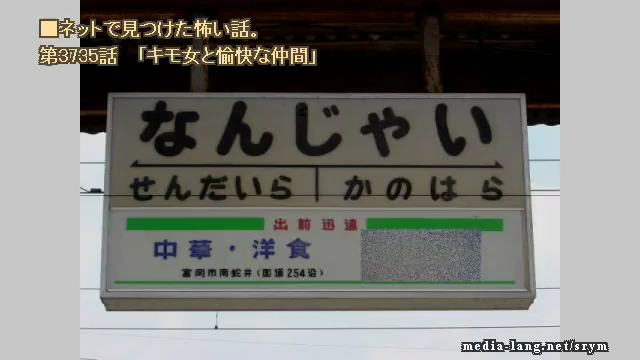 ■ネットで見つけた怖い話。
第3735話 「キモ女と愉快な仲間」
なんじゃい
せんだいら かのはら
出前迅速
中華・洋食
富岡市南蛇井(国道254沿)
media-lang.net/srym